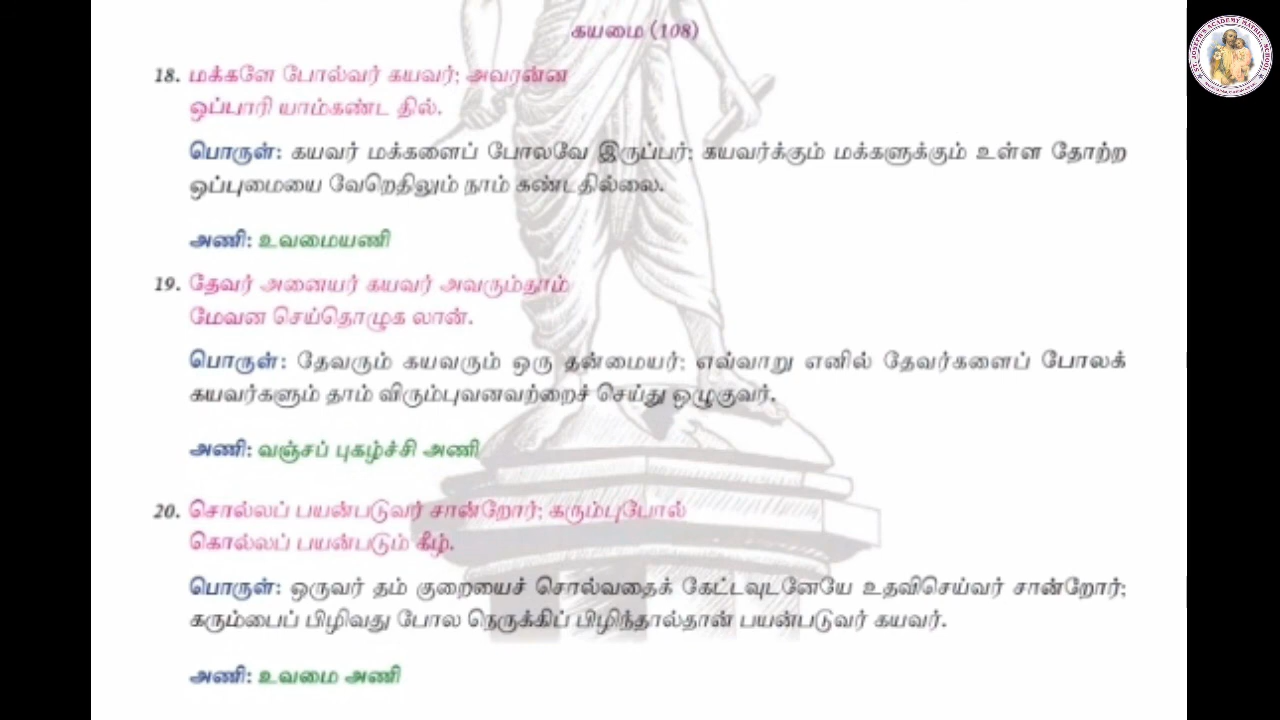 கயமை (108)
18. மக்களே போல்வர் கயவர்; அவரன்ன
ஒப்பாரி யாம்கண்ட தில்.
பொருள்: கயவர் மக்களைப் போலவே இருப்பர்; கயவர்க்கும் மக்களுக்கும் உள்ள தோற்ற
ஒப்புமையை வேறெதிலும் நாம் கண்டதில்லை.
அணி: உவமையணி
19. தேவர் அனையர் கயவர் அவரும்தாம்
மேவன செய்தொழுக லான்.
பொருள்: தேவரும் கயவரும் ஒரு தன்மையர்; எவ்வாறு எனில் தேவர்களைப் போலக்
கயவர்களும் தாம் விரும்புவனவற்றைச் செய்து ஒழுகுவர்.
அணி: வஞ்சப் புகழ்ச்சி அணி
20. சொல்லப் பயன்படுவர் சான்றோர்; கரும்புபோல்
கொல்லப் பயன்படும் கீழ்.
பொருள்: ஒருவர் தம் குறையைச் சொல்வதைக் கேட்டவுடனேயே உதவிசெய்வர் சான்றோர்;
கரும்பைப் பிழிவது போல நெருக்கிப் பிழிந்தால்தான் பயன்படுவர் கயவர்.
அணி: உவமை அணி